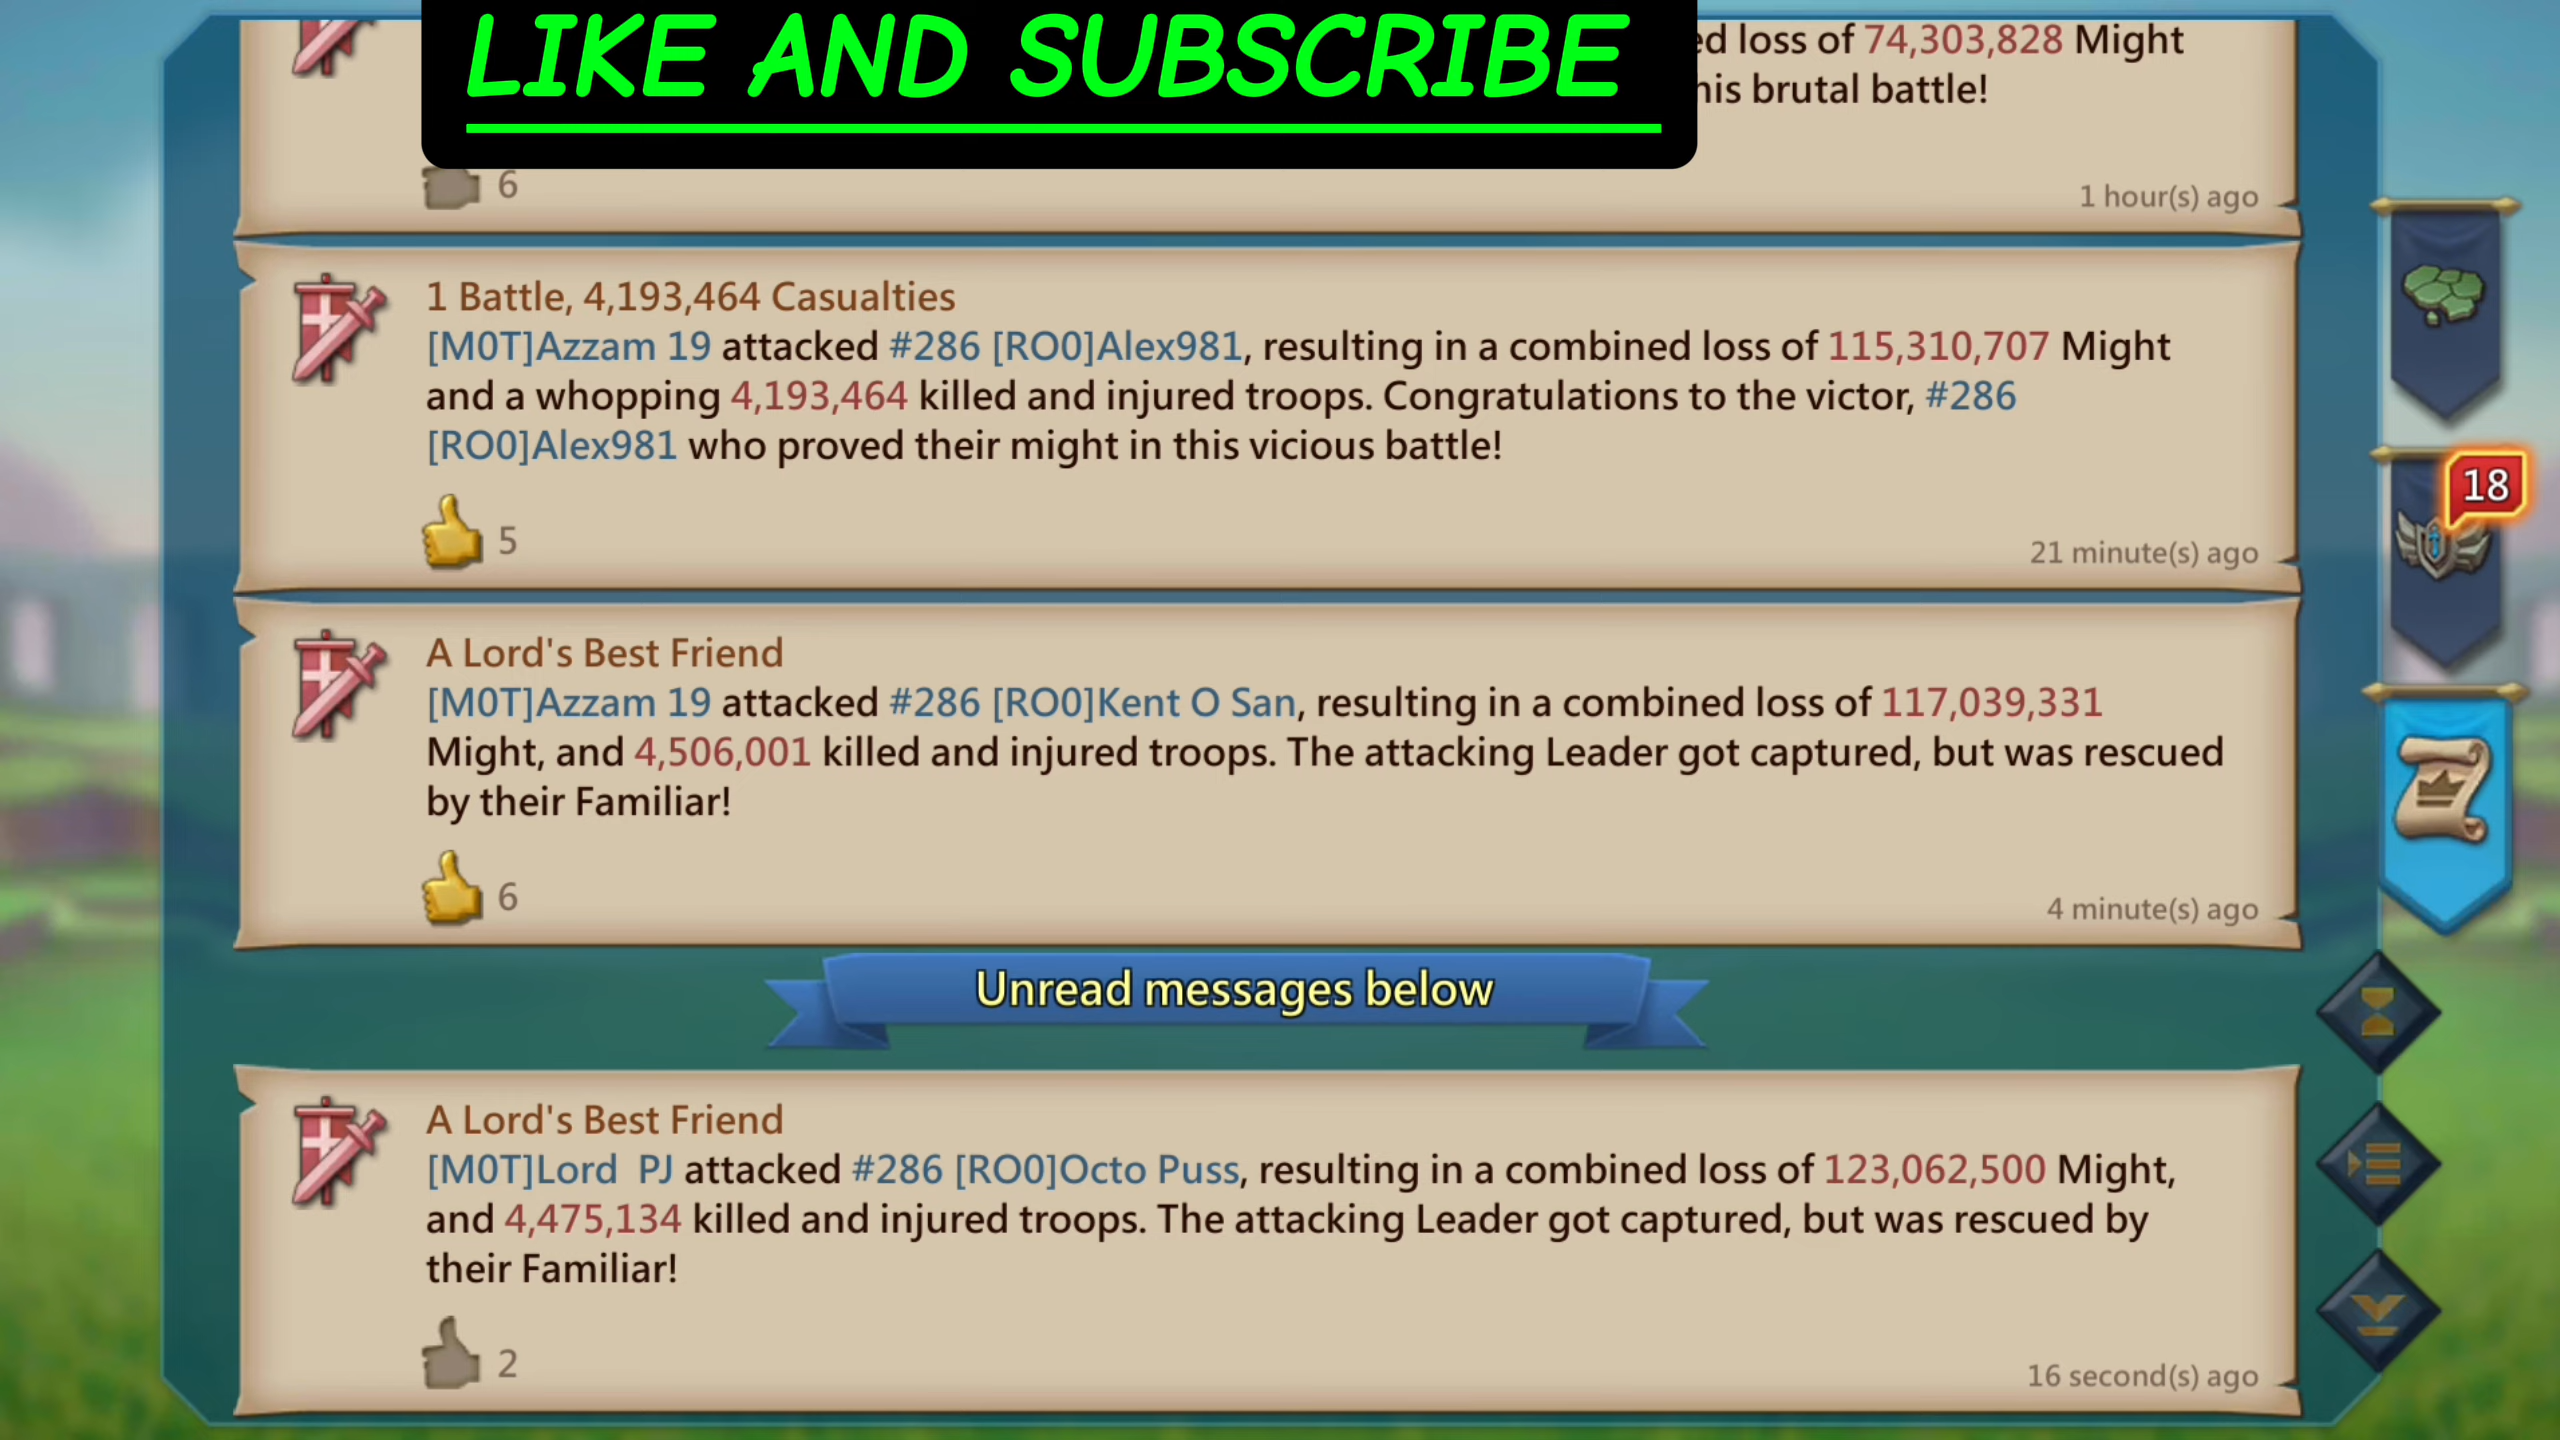 LIKE AND SUBSCRIBE
loss of 74,303,828 Might
brutal battle!
6
1 hour(s) ago
1 Battle, 4,193,464 Casualties
[M0T]Azzam 19 attacked #286 [RO0]Alex981, resulting in a combined loss of 115,310,707 Might
and a whopping 4,193,464 killed and injured troops. Congratulations to the victor, #286
[RO0]Alex981 who proved their might in this vicious battle!
5
21 minute(s) ago
18
A Lord's Best Friend
[M0T]Azzam 19 attacked #286 [RO0]Kent O San, resulting in a combined loss of 117,039,331
Might, and 4,506,001 killed and injured troops. The attacking Leader got captured, but was rescued
by their Familiar!
6
4 minute(s) ago
Unread messages below
A Lord's Best Friend
[M0T]Lord PJ attacked #286 [RO0]Octo Puss, resulting in a combined loss of 123,062,500 Might,
and 4,475,134 killed and injured troops. The attacking Leader got captured, but was rescued by
their Familiar!
2
16 second(s) ago